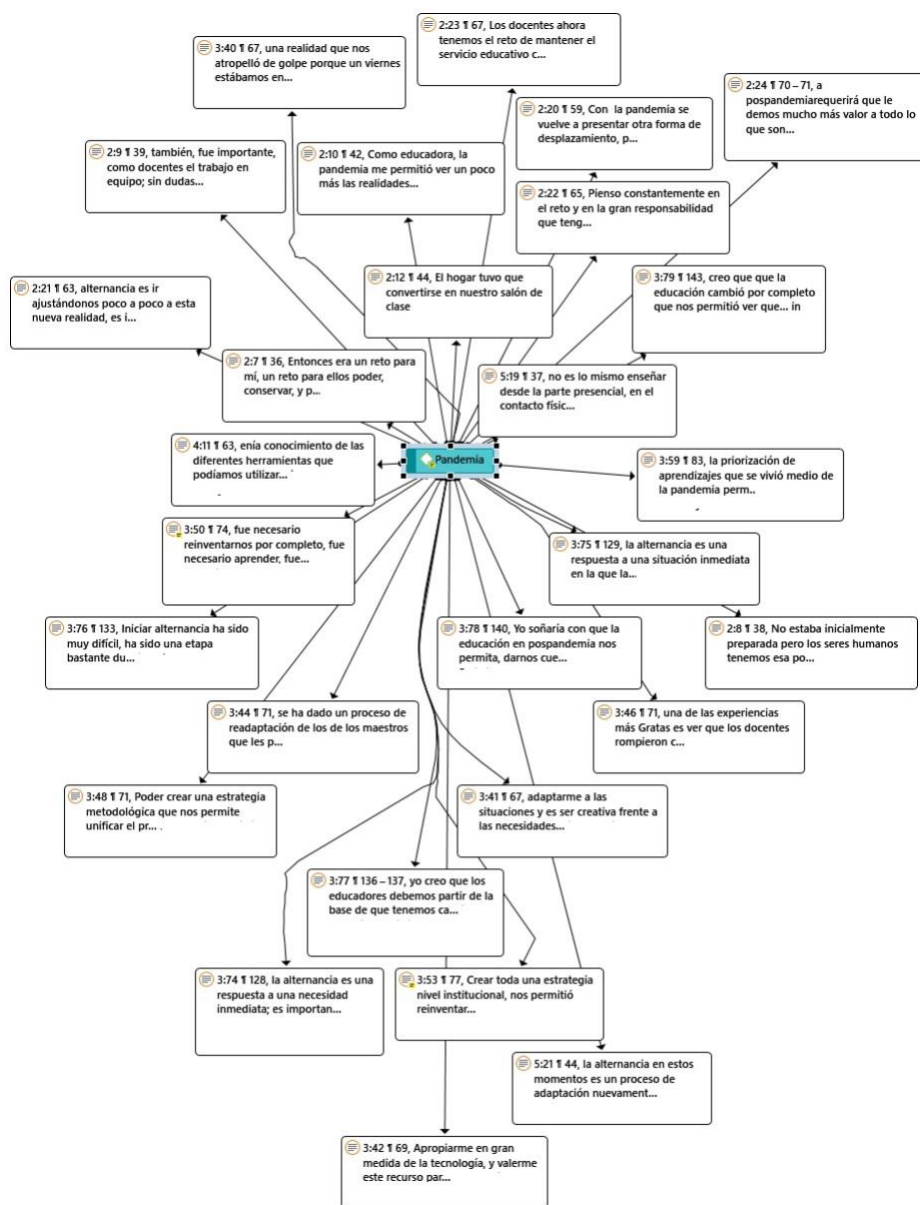 2:23 ¶ 67, Los docentes ahora
tenemos el reto de mantener el
servicio educativo c...
3:40 ¶ 67, una realidad que nos
atropelló de golpe porque un viernes
estábamos en...
2:24 ¶ 70 – 71, a
pospandemiarequerirá que le
demos mucho más valor a todo lo
que son...
2:20 ¶ 59, Con la pandemia se
vuelve a presentar otra forma de
desplazamiento, p...
2:9 ¶ 39, también, fue importante,
como docentes el trabajo en
equipo; sin dudas...
2:10 ¶ 42, Como educadora, la
pandemia me permitió ver un poco
más las realidades...
2:22 ¶ 65, Pienso constantemente en
el reto y en la gran responsabilidad
que teng...
2:21 ¶ 63, alternancia es ir
ajustándonos poco a poco a esta
nueva realidad, es i...
2:12 ¶ 44, El hogar tuvo que
convertirse en nuestro salón de
clase
3:79 ¶ 143, creo que que la
educación cambió por completo
que nos permitió ver que... in
2:7 ¶ 36, Entonces era un reto para
mí, un reto para ellos poder,
conservar, y p...
5:19 ¶ 37, no es lo mismo enseñar
desde la parte presencial, en el
contacto físic...
4:11 ¶ 63, enía conocimiento de las
diferentes herramientas que
podíamos utilizar...
Pandemia
3:59 ¶ 83, la priorización de
aprendizajes que se vivió medio de
la pandemia perm..
3:50 ¶ 74, fue necesario
reinventarnos por completo, fue
necesario aprender, fue...
3:75 ¶ 129, la alternancia es una
respuesta a una situación inmediata
en la que la...
3:76 ¶ 133, Iniciar alternancia ha sido
muy difícil, ha sido una etapa
bastante du...
3:78 ¶ 140, Yo soñaría con que la
educación en pospandemia nos
permita, darnos cue...
2:8 ¶ 38, No estaba inicialmente
preparada pero los seres humanos
tenemos esa po...
3:44 ¶ 71, se ha dado un proceso de
readaptación de los de los maestros
que les p...
3:46 ¶ 71, una de las experiencias
más Gratas es ver que los docentes
rompieron c...
3:48 ¶ 71, Poder crear una estrategia
metodológica que nos permite
unificar el pr...
3:41 ¶ 67, adaptarme a las
situaciones y es ser creativa frente a
las necesidades...
3:77 ¶ 136 – 137, yo creo que los
educadores debemos partir de la
base de que tenemos ca...
3:74 ¶ 128, la alternancia es una
respuesta a una necesidad
inmediata; es importan...
3:53 ¶ 77, Crear toda una estrategia
nivel institucional, nos permitió
reinventar...
5:21 ¶ 44, la alternancia en estos
momentos es un proceso de
adaptación nuevament...
3:42 ¶ 69, Apropiarme en gran
medida de la tecnología, y valerme
este recurso par...